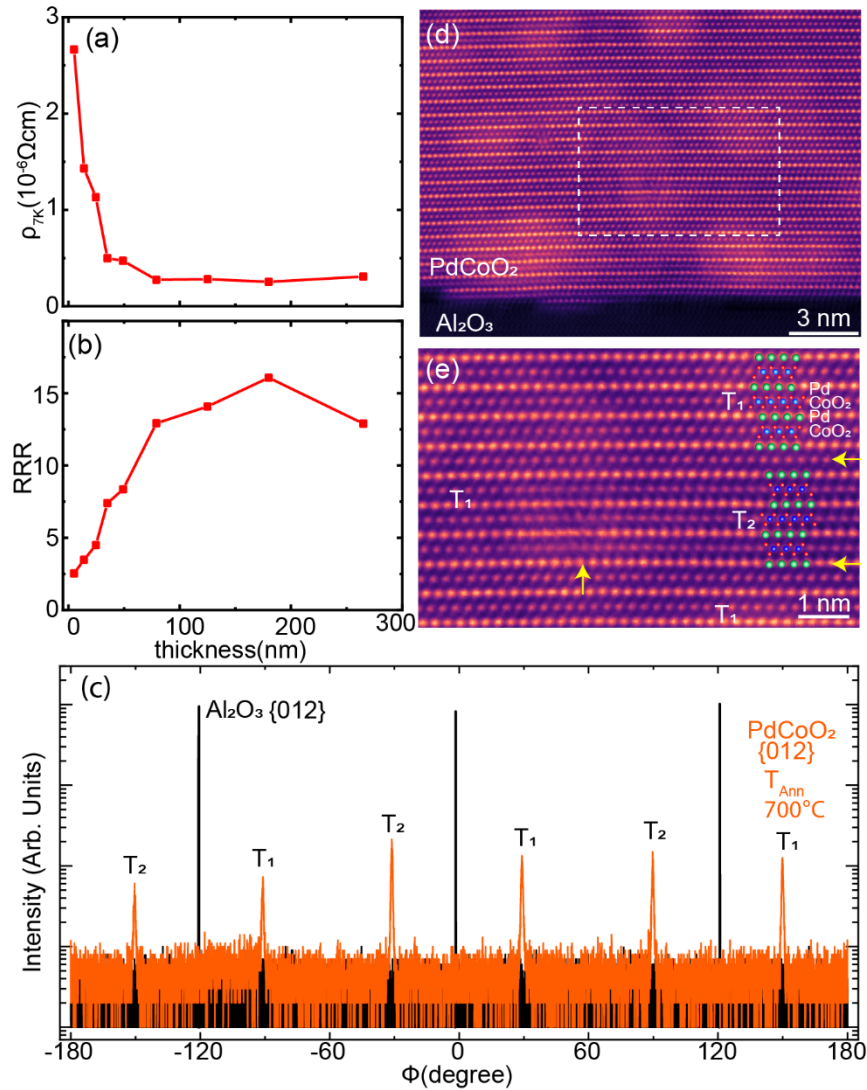 (a)
3
2
1
0
ρ7K(10⁻⁶Ωcm)
(b)
15
10
5
0
RRR
0 100 200 300
thickness(nm)
(d)
PdCoO₂
Al₂O₃
3 nm
(e)
T₁
Pd
CoO₂
Pd
CoO₂
T₁
T₂
T₁
1 nm
(c)
Al₂O₃ {012}
PdCoO₂
{012}
T_Ann
700°C
T₂ T₁ T₂ T₁ T₂ T₁
Intensity (Arb. Units)
-180 -120 -60 0 60 120 180
Φ(degree)